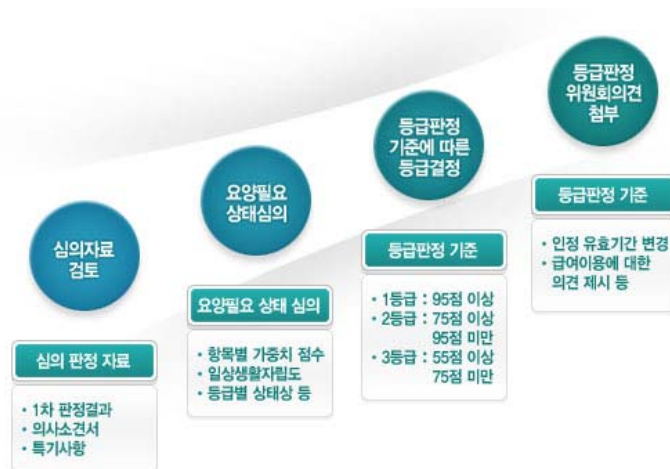 심의자료
검토
심의 판정 자료
• 1차 판정결과
• 의사소견서
• 특기사항
요양필요
상태심의
요양필요 상태 심의
• 항목별 가중치 점수
• 일상생활자립도
• 등급별 상태상 등
등급판정
기준에 따른
등급결정
등급판정 기준
• 1등급 : 95점 이상
• 2등급 : 75점 이상
95점 미만
• 3등급 : 55점 이상
75점 미만
등급판정
위원회의견
첨부
등급판정 기준
• 인정 유효기간 변경
• 급여이용에 대한
의견 제시 등